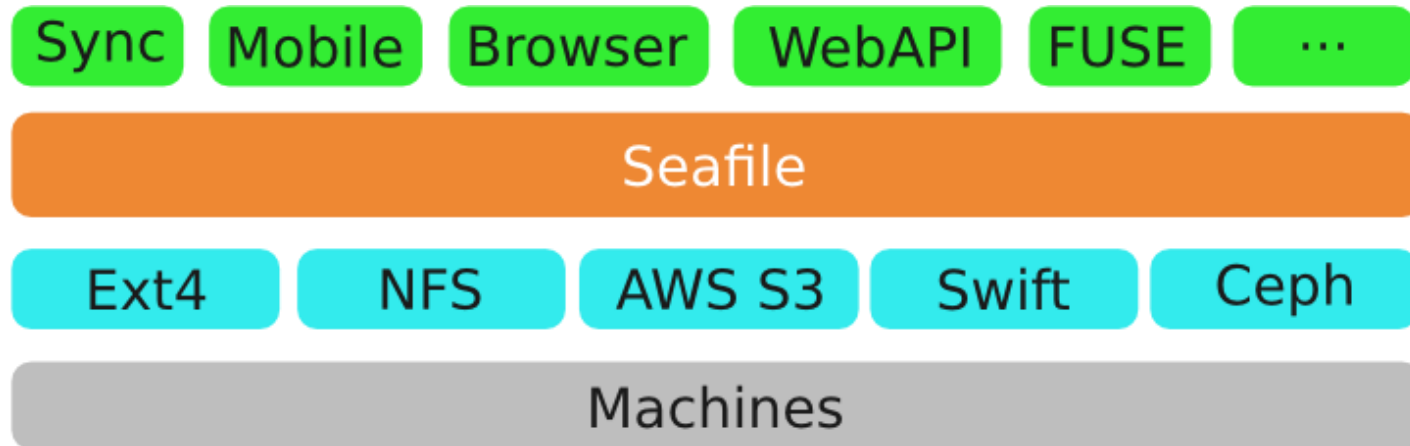 Sync Mobile Browser WebAPI FUSE ...
Seafile
Ext4 NFS AWS S3 Swift Ceph
Machines